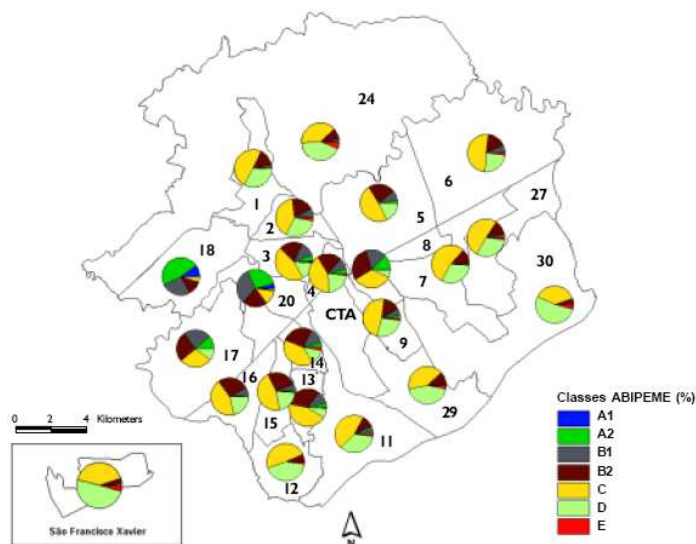 24
6
27
1
5
2
8
18
3
7
30
4
20
CTA
9
17
14
16
13
29
15
11
12
2 0 2 4 Kilometers
São Francisco Xavier
N
Classes ABIPEME (%)
A1
A2
B1
B2
C
D
E